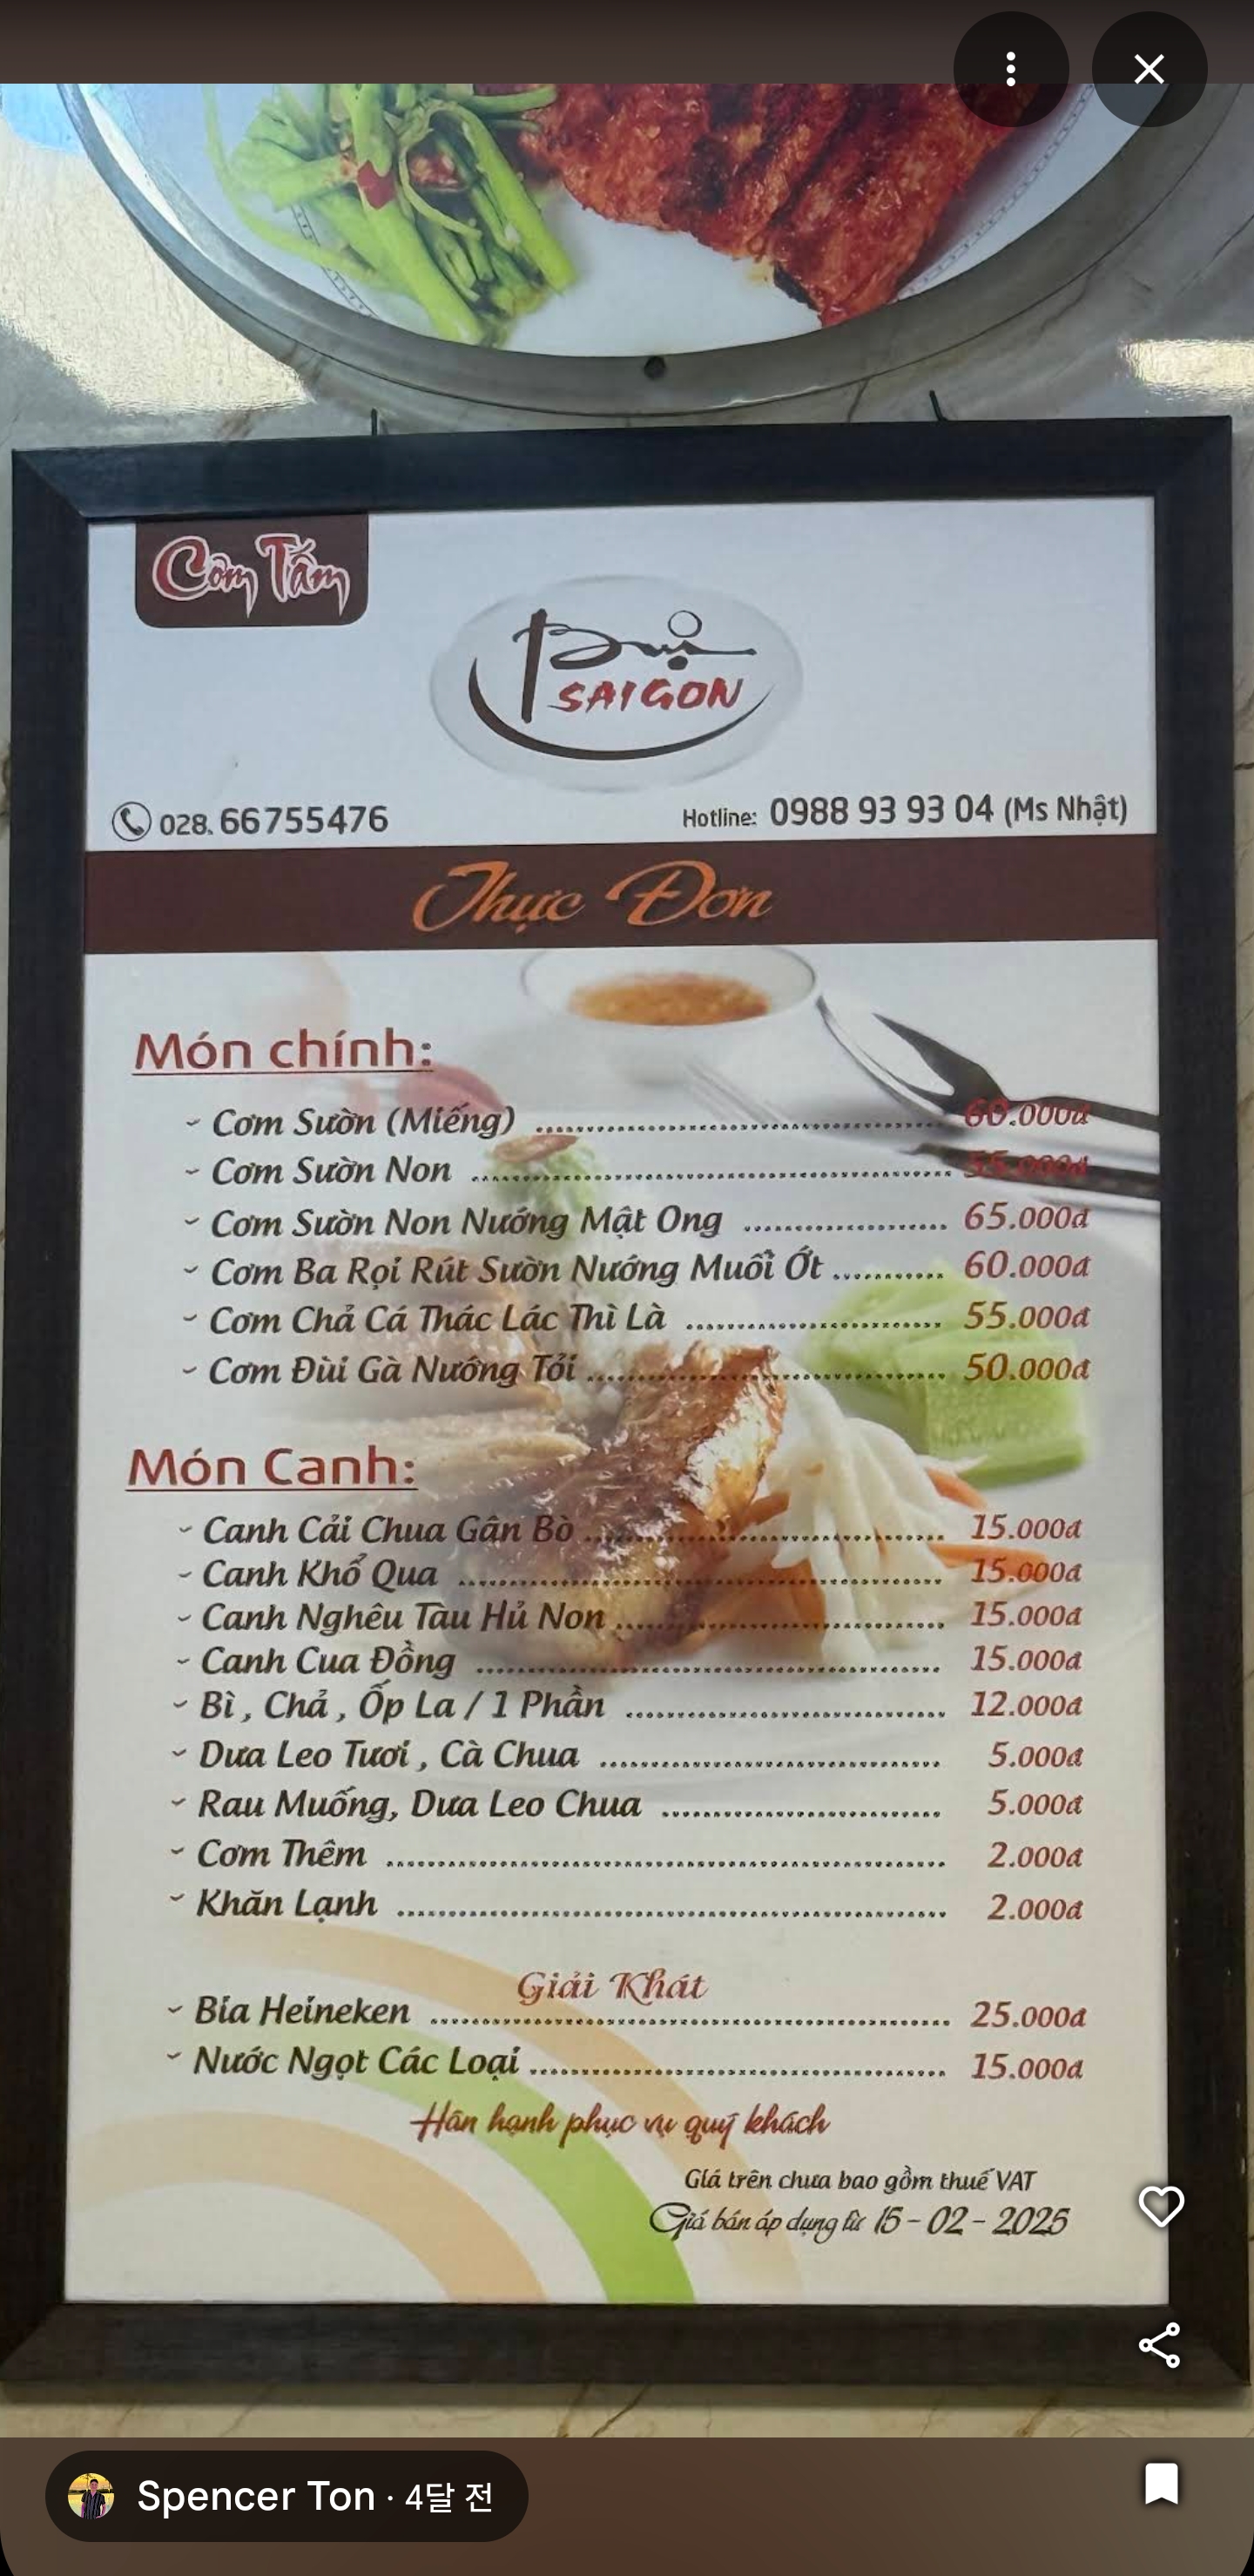 Cơm Tấm
Bụi
SAIGON
028. 66755476
Hotline: 0988 93 93 04 (Ms Nhật)
Thực Đơn
Món chính:
Cơm Sườn (Miếng) 60.000đ
Cơm Sườn Non 55.000đ
Cơm Sườn Non Nướng Mật Ong 65.000đ
Cơm Ba Rọi Rút Sườn Nướng Muối Ớt 60.000đ
Cơm Chả Cá Thác Lác Thì Là 55.000đ
Cơm Đùi Gà Nướng Tỏi 50.000đ
Món Canh:
Canh Cải Chua Gân Bò 15.000đ
Canh Khổ Qua 15.000đ
Canh Nghêu Tàu Hủ Non 15.000đ
Canh Cua Đồng 15.000đ
Bì , Chả , Ốp La / 1 Phần 12.000đ
Dưa Leo Tươi , Cà Chua 5.000đ
Rau Muống, Dưa Leo Chua 5.000đ
Cơm Thêm 2.000đ
Khăn Lạnh 2.000đ
Giải Khát
Bia Heineken 25.000đ
Nước Ngọt Các Loại 15.000đ
Hân hạnh phục vụ quý khách
Giá trên chưa bao gồm thuế VAT
Giá bán áp dụng từ 15 - 02 - 2025
Spencer Ton · 4달 전